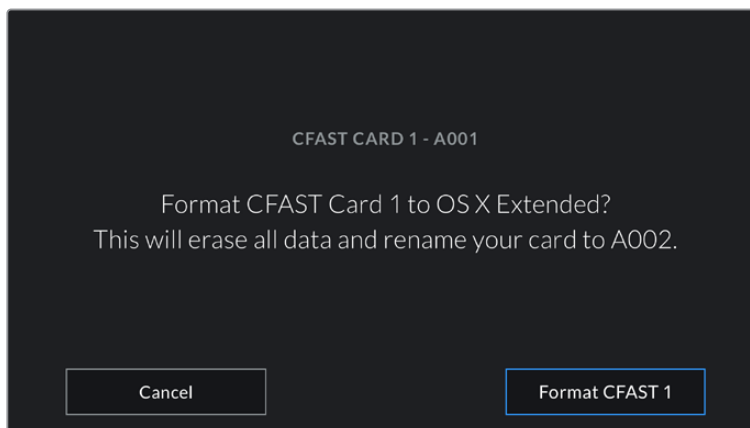 CFAST CARD 1 - A001
Format CFAST Card 1 to OS X Extended?
This will erase all data and rename your card to A002.
Cancel
Format CFAST 1